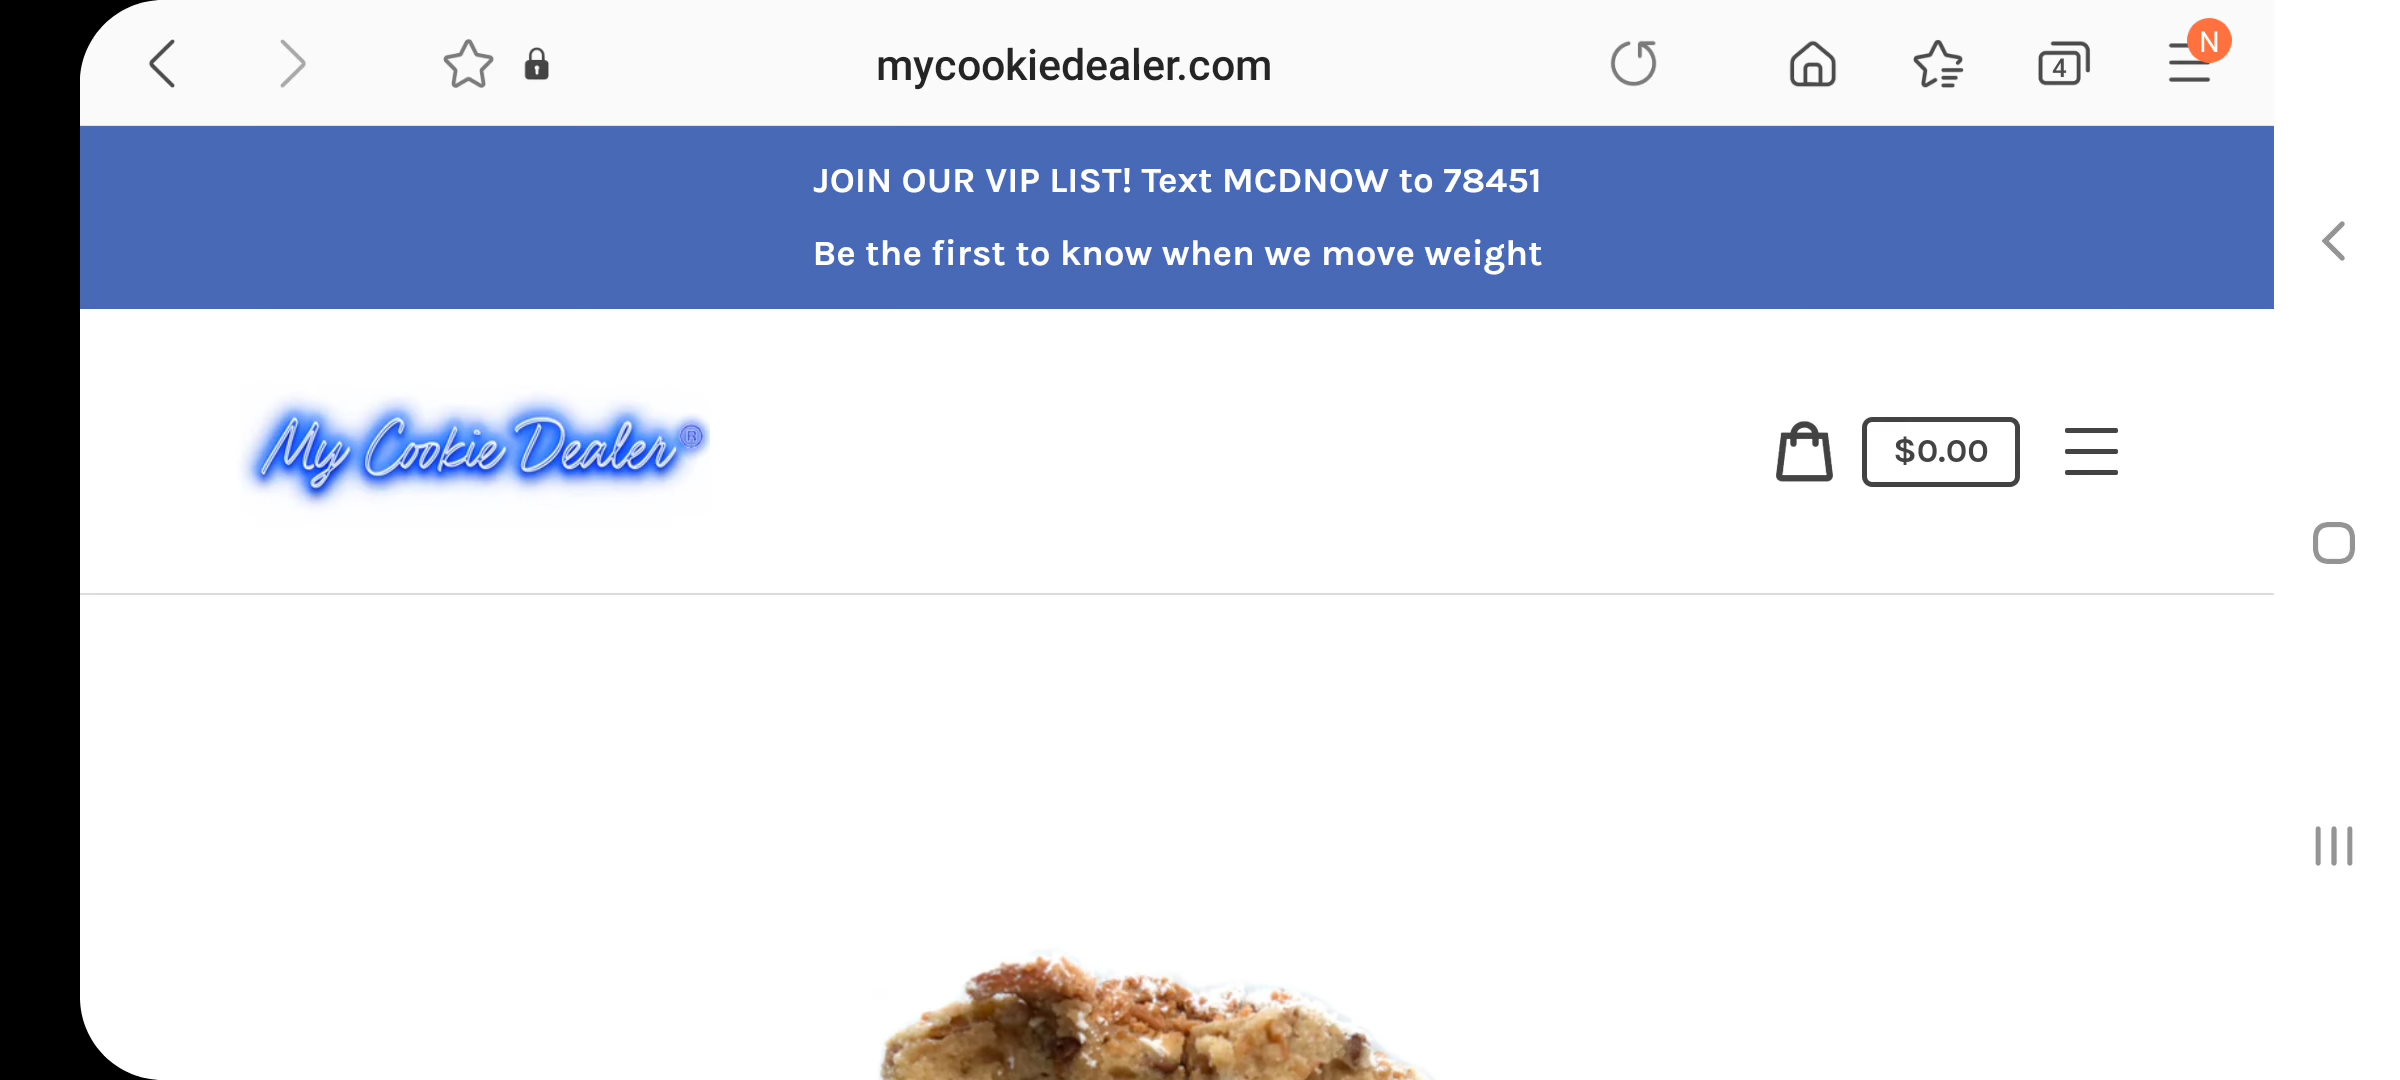 mycookiedealer.com
4
N
JOIN OUR VIP LIST! Text MCDNOW to 78451
Be the first to know when we move weight
My Cookie Dealer®
$0.00